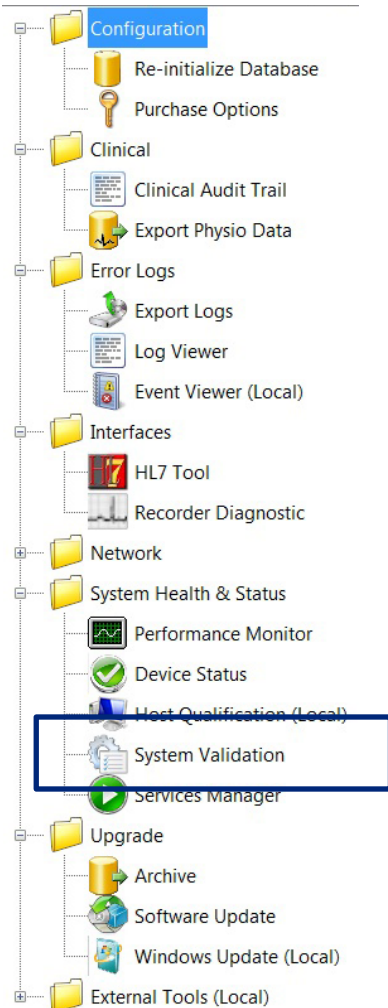 Configuration
Re-initialize Database
Purchase Options
Clinical
Clinical Audit Trail
Export Physio Data
Error Logs
Export Logs
Log Viewer
Event Viewer (Local)
Interfaces
HL7 HL7 Tool
Recorder Diagnostic
Network
System Health & Status
Performance Monitor
Device Status
Host Qualification (Local)
System Validation
Services Manager
Upgrade
Archive
Software Update
Windows Update (Local)
External Tools (Local)